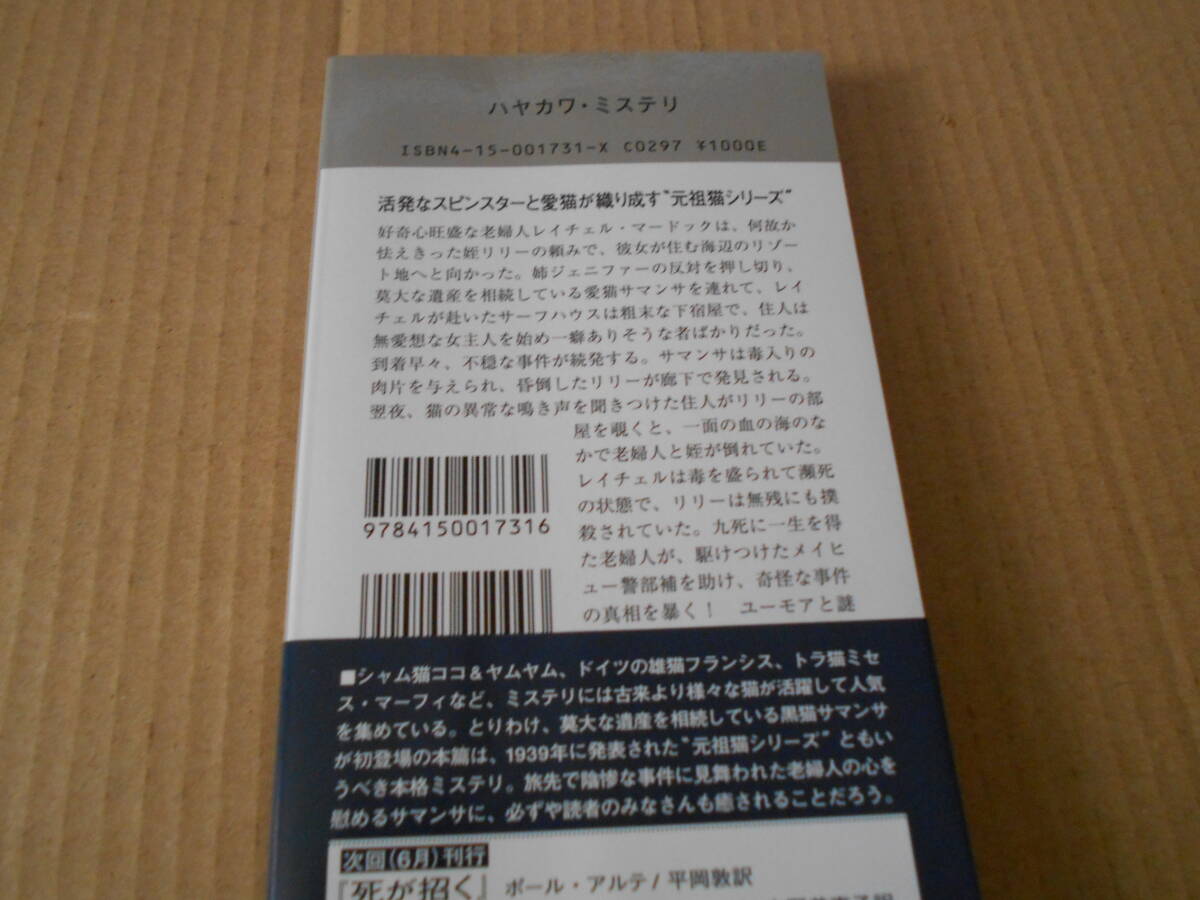 ハヤカワ・ミステリ
ISBN4-15-001731-X C0297 ¥1000E
活発なスピンスターと愛猫が織り成す“元祖猫シリーズ”
好奇心旺盛な老婦人レイチェル・マードックは、何故か
怯えきった姪リリーの頼みで、彼女が住む海辺のリゾー
ト地へと向かった。姉ジェニファーの反対を押し切り、
莫大な遺産を相続している愛猫サマンサを連れて、レイ
チェルが赴いたサーフハウスは粗末な下宿屋で、住人は
無愛想な女主人を始め一癖ありそうな者ばかりだった。
到着早々、不穏な事件が続発する。サマンサは毒入りの
肉片を与えられ、昏倒したリリーが廊下で発見される。
翌夜、猫の異常な鳴き声を聞きつけた住人がリリーの部
屋を覗くと、一面の血の海のな
かで老婦人と姪が倒れていた。
レイチェルは毒を盛られて瀕死
の状態で、リリーは無残にも撲
殺されていた。九死に一生を得
た老婦人が、駆けつけたメイヒ
ュー警部補を助け、奇怪な事件
の真相を暴く！ ユーモアと謎
9784150017316
■シャム猫ココ＆ヤムヤム、ドイツの雄猫フランシス、トラ猫ミセ
ス・マーフィなど、ミステリには古来より様々な猫が活躍して人気
を集めている。とりわけ、莫大な遺産を相続している黒猫サマンサ
が初登場の本篇は、1939年に発表された“元祖猫シリーズ”ともい
うべき本格ミステリ。旅先で陰惨な事件に見舞われた老婦人の心を
慰めるサマンサに、必ずや読者のみなさんも癒されることだろう。
次回(6月)刊行
『死が招く』 ポール・アルテ/平岡敦訳